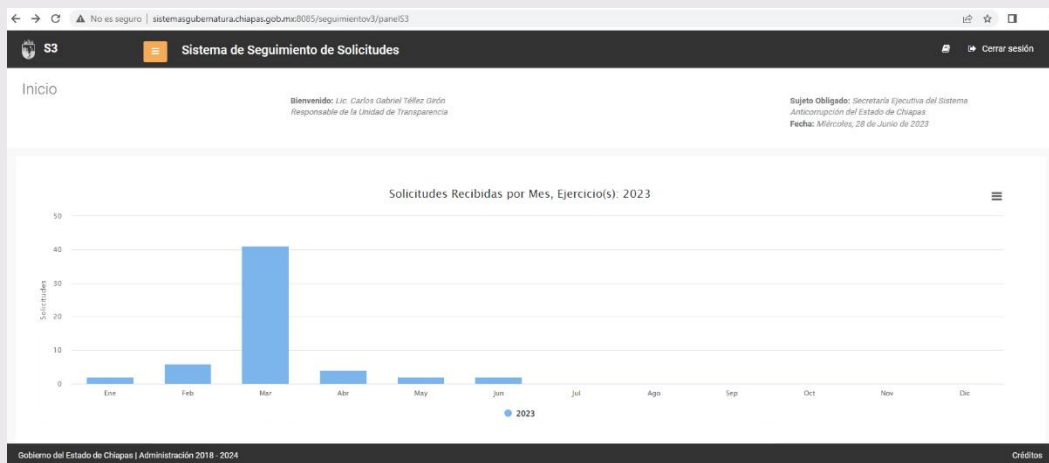 No es seguro | sistemasgubernatura.chiapas.gob.mx:8085/seguimientov3/panelS3
S3
Sistema de Seguimiento de Solicitudes
Cerrar sesión
Inicio
Bienvenido: Lic. Carlos Gabriel Téllez Girón
Responsable de la Unidad de Transparencia
Sujeto Obligado: Secretaría Ejecutiva del Sistema
Anticorrupción del Estado de Chiapas
Fecha: Miércoles, 28 de Junio de 2023
Solicitudes Recibidas por Mes, Ejercicio(s): 2023
Solicitudes
50
40
30
20
10
0
Ene Feb Mar Abr May Jun Jul Ago Sep Oct Nov Dic
2023
Gobierno del Estado de Chiapas | Administración 2018 - 2024
Créditos